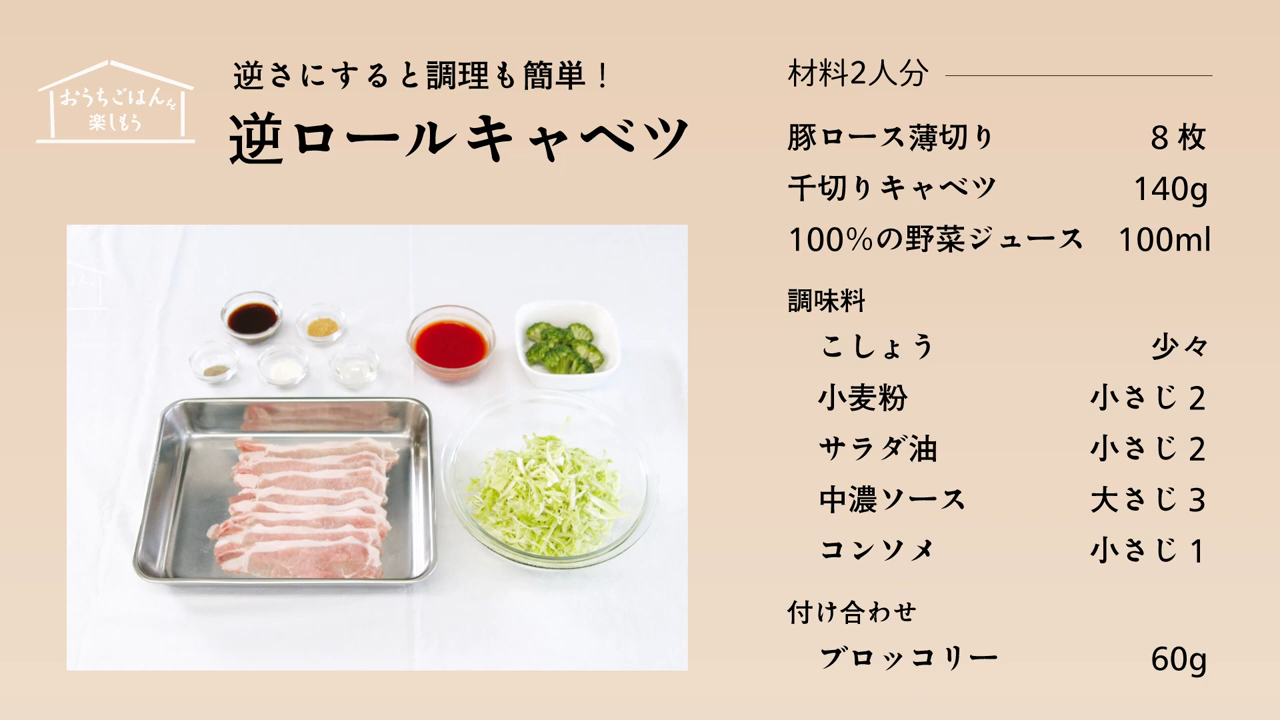 おうちごはんを
楽しもう
逆さにすると調理も簡単！
逆ロールキャベツ
材料2人分
豚ロース薄切り 8枚
千切りキャベツ 140g
100%の野菜ジュース 100ml
調味料
こしょう 少々
小麦粉 小さじ2
サラダ油 小さじ2
中濃ソース 大さじ3
コンソメ 小さじ1
付け合わせ
ブロッコリー 60g